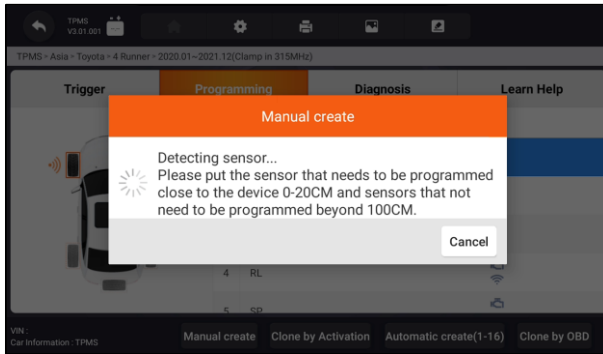 TPMS
V3.01.001
TPMS > Asia > Toyota > 4 Runner > 2020.01~2021.12(Clamp in 315MHz)
Trigger Programming Diagnosis Learn Help
Manual create
Detecting sensor...
Please put the sensor that needs to be programmed
close to the device 0-20CM and sensors that not
need to be programmed beyond 100CM.
Cancel
4 RL
5 SP
VIN :
Car Information : TPMS
Manual create Clone by Activation Automatic create(1-16) Clone by OBD